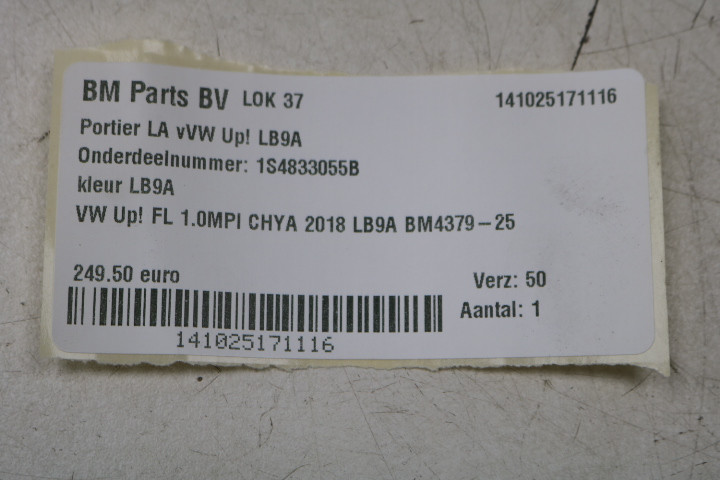 BM Parts BV LOK 37 141025171116
Portier LA vVW Up! LB9A
Onderdeelnummer: 1S4833055B
kleur LB9A
VW Up! FL 1.0MPI CHYA 2018 LB9A BM4379-25
249.50 euro Verz: 50
Aantal: 1
141025171116